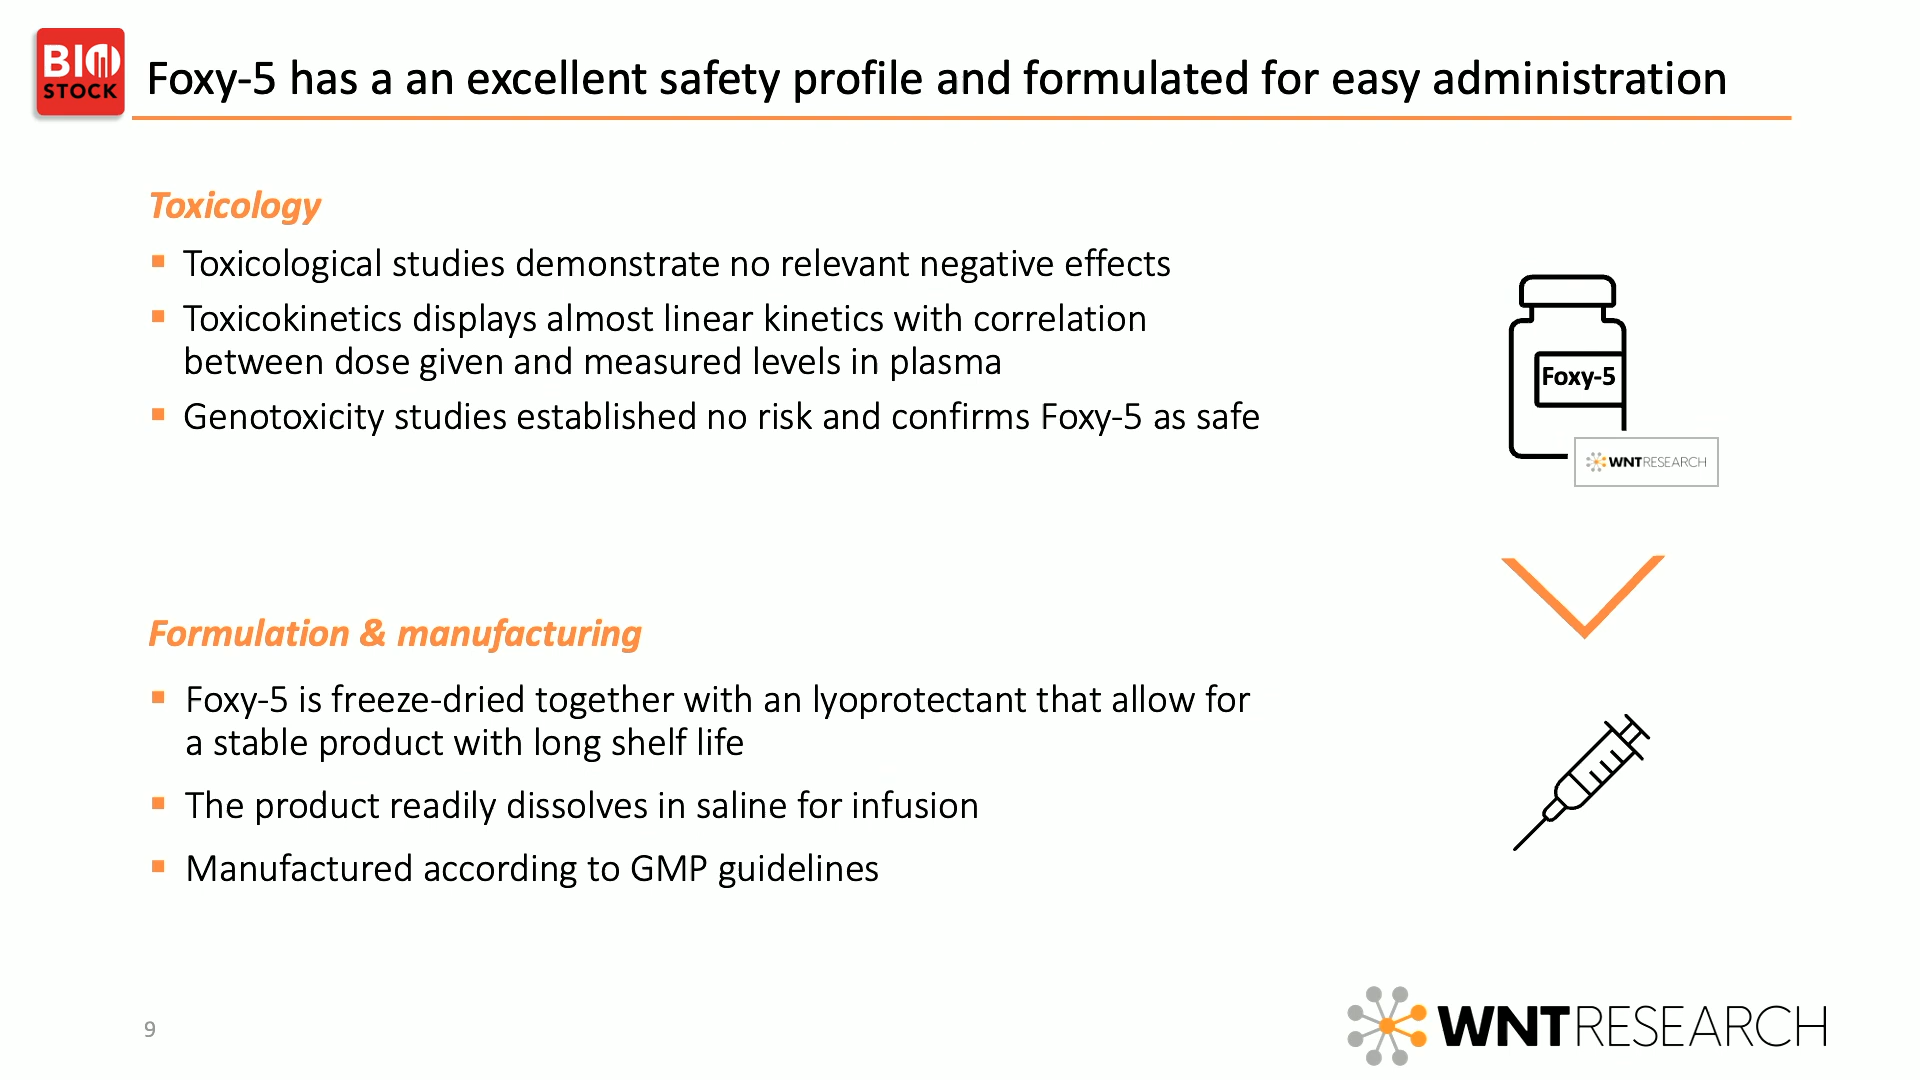 BIO
STOCK
Foxy-5 has a an excellent safety profile and formulated for easy administration
Toxicology
Toxicological studies demonstrate no relevant negative effects
Toxicokinetics displays almost linear kinetics with correlation
between dose given and measured levels in plasma
Genotoxicity studies established no risk and confirms Foxy-5 as safe
Foxy-5
WNTRESEARCH
Formulation & manufacturing
Foxy-5 is freeze-dried together with an lyoprotectant that allow for
a stable product with long shelf life
The product readily dissolves in saline for infusion
Manufactured according to GMP guidelines
9
WNTRESEARCH